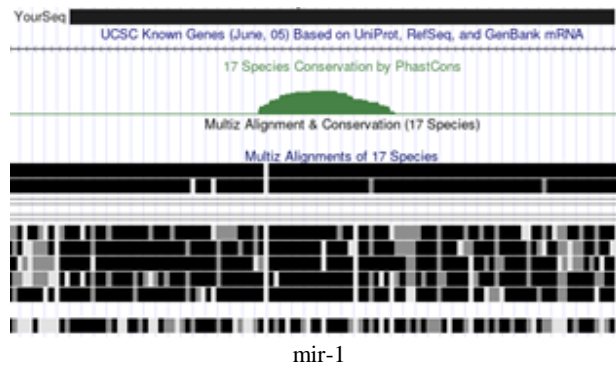 YourSeq
UCSC Known Genes (June, 05) Based on UniProt, RefSeq, and GenBank mRNA
17 Species Conservation by PhastCons
Multiz Alignment & Conservation (17 Species)
Multiz Alignments of 17 Species
mir-1